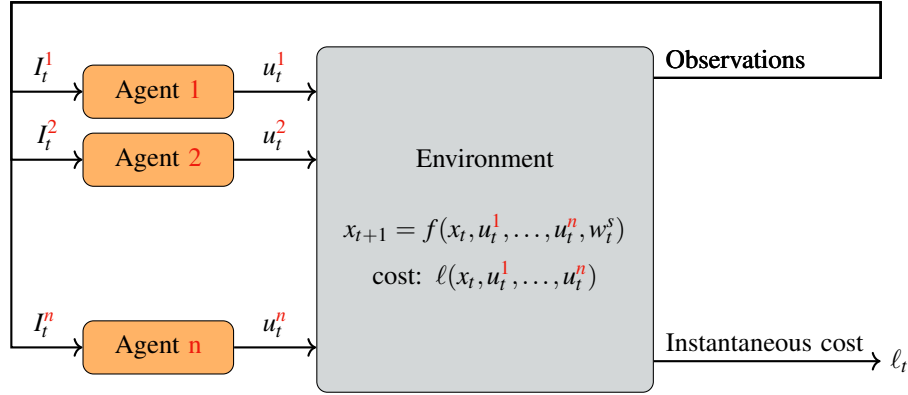 Observations
I_t^1 Agent 1 u_t^1
I_t^2 Agent 2 u_t^2
Environment
x_{t+1} = f(x_t, u_t^1, ..., u_t^n, w_t^s)
cost: ℓ(x_t, u_t^1, ..., u_t^n)
I_t^n Agent n u_t^n
Instantaneous cost ℓ_t